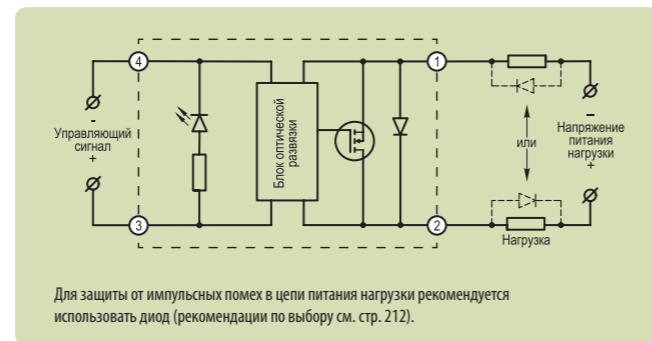 4
1
-
Управляющий
сигнал
+
Блок оптической
развязки
или
–
Напряжение
питания
нагрузки
+
3
2
Нагрузка
Для защиты от импульсных помех в цепи питания нагрузки рекомендуется
использовать диод (рекомендации по выбору см. стр. 212).